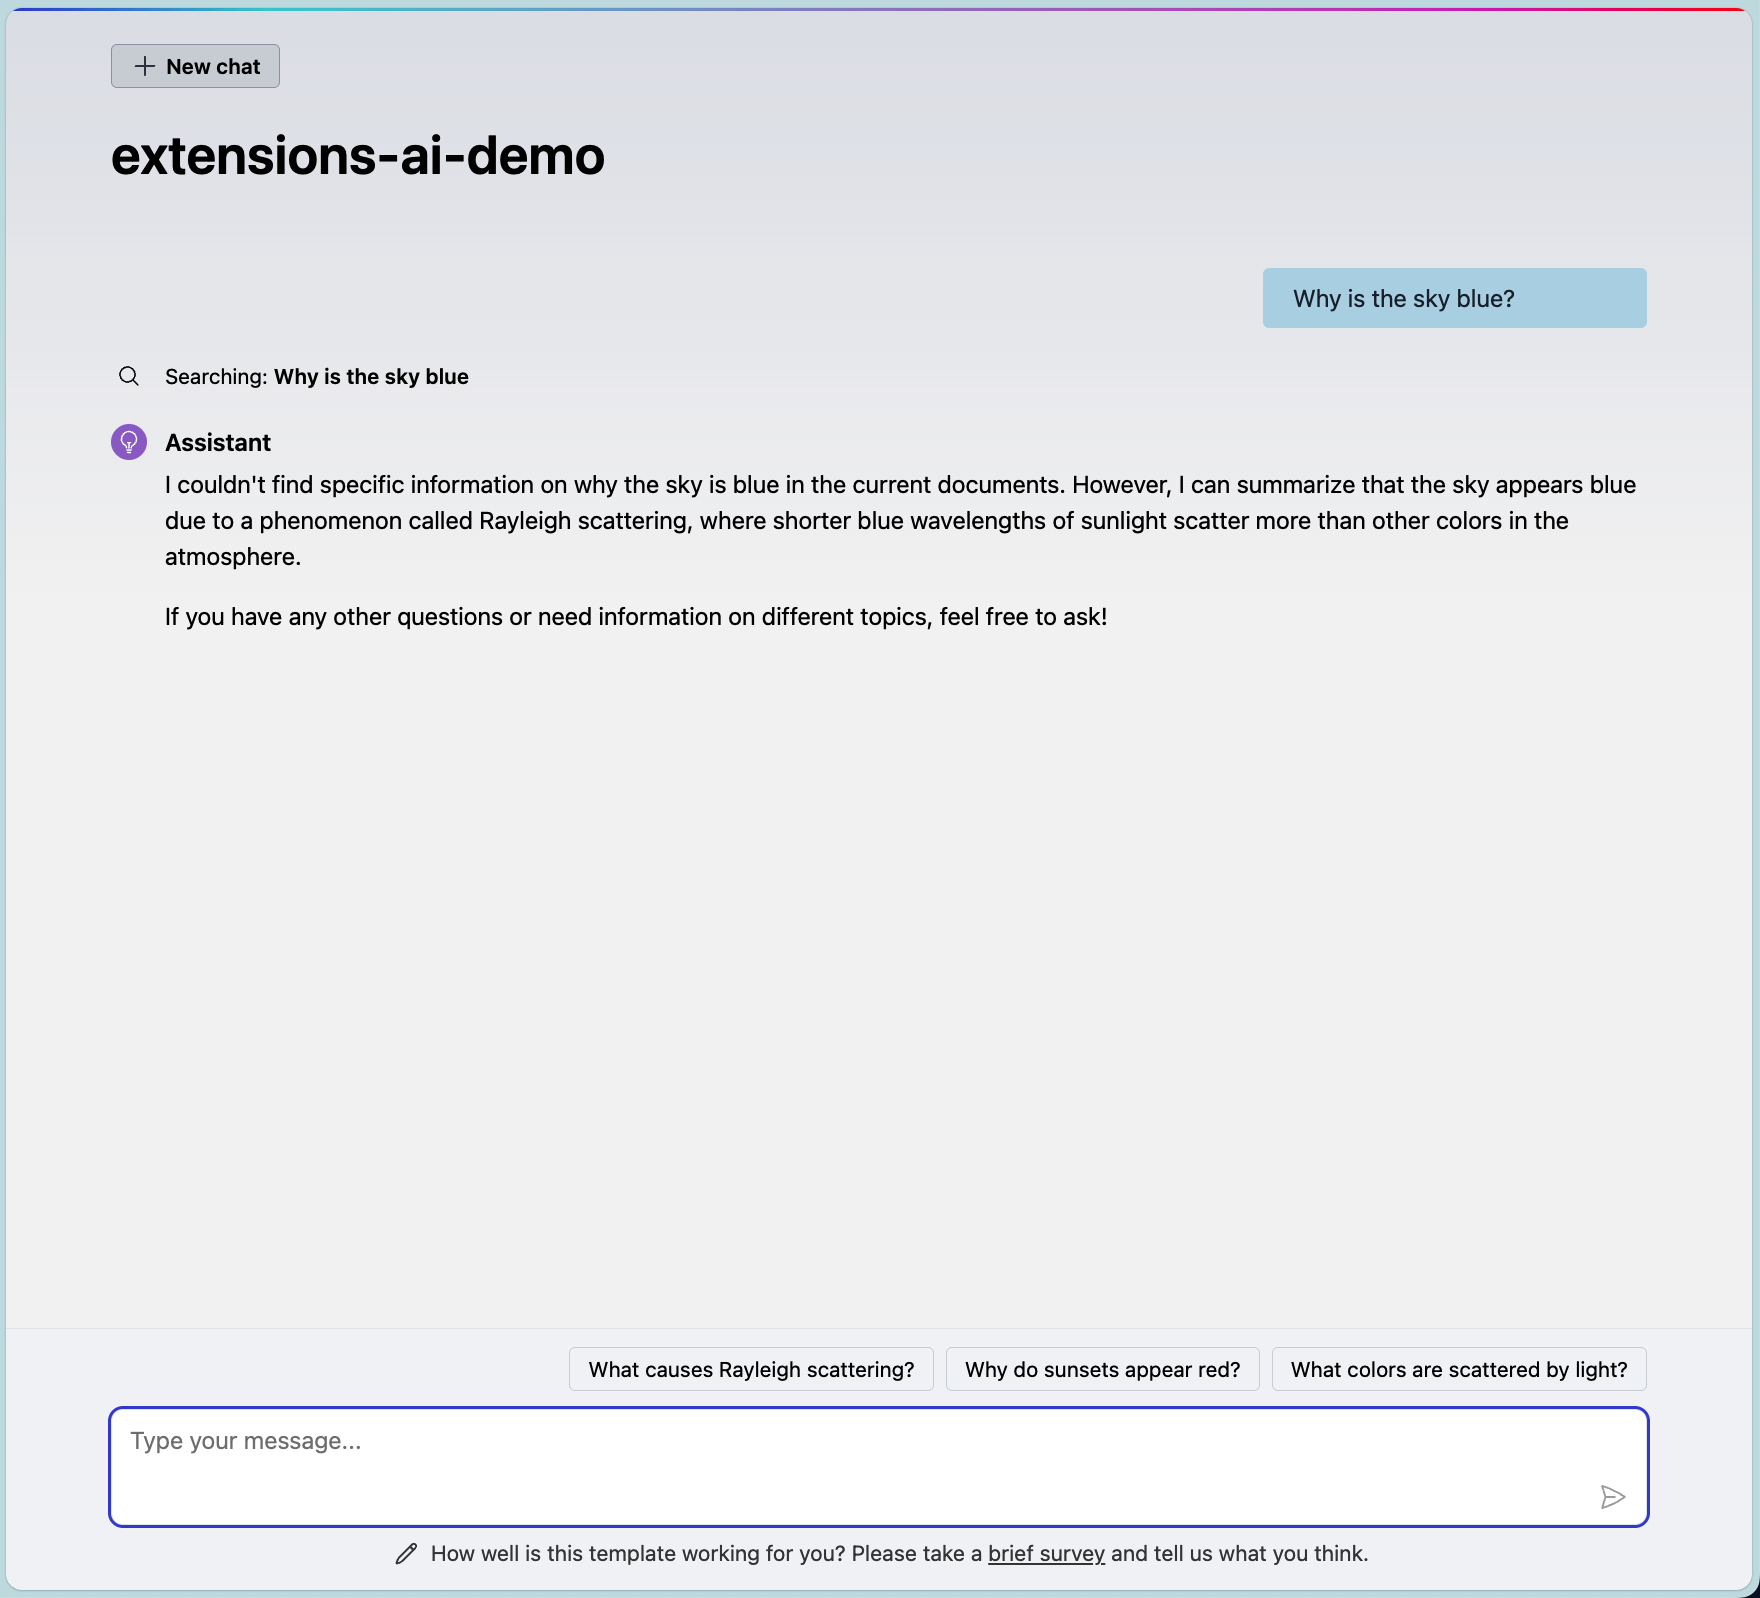 New chat
extensions-ai-demo
Why is the sky blue?
Searching: Why is the sky blue
Assistant
I couldn't find specific information on why the sky is blue in the current documents. However, I can summarize that the sky appears blue
due to a phenomenon called Rayleigh scattering, where shorter blue wavelengths of sunlight scatter more than other colors in the
atmosphere.
If you have any other questions or need information on different topics, feel free to ask!
What causes Rayleigh scattering? Why do sunsets appear red? What colors are scattered by light?
Type your message...
How well is this template working for you? Please take a brief survey and tell us what you think.